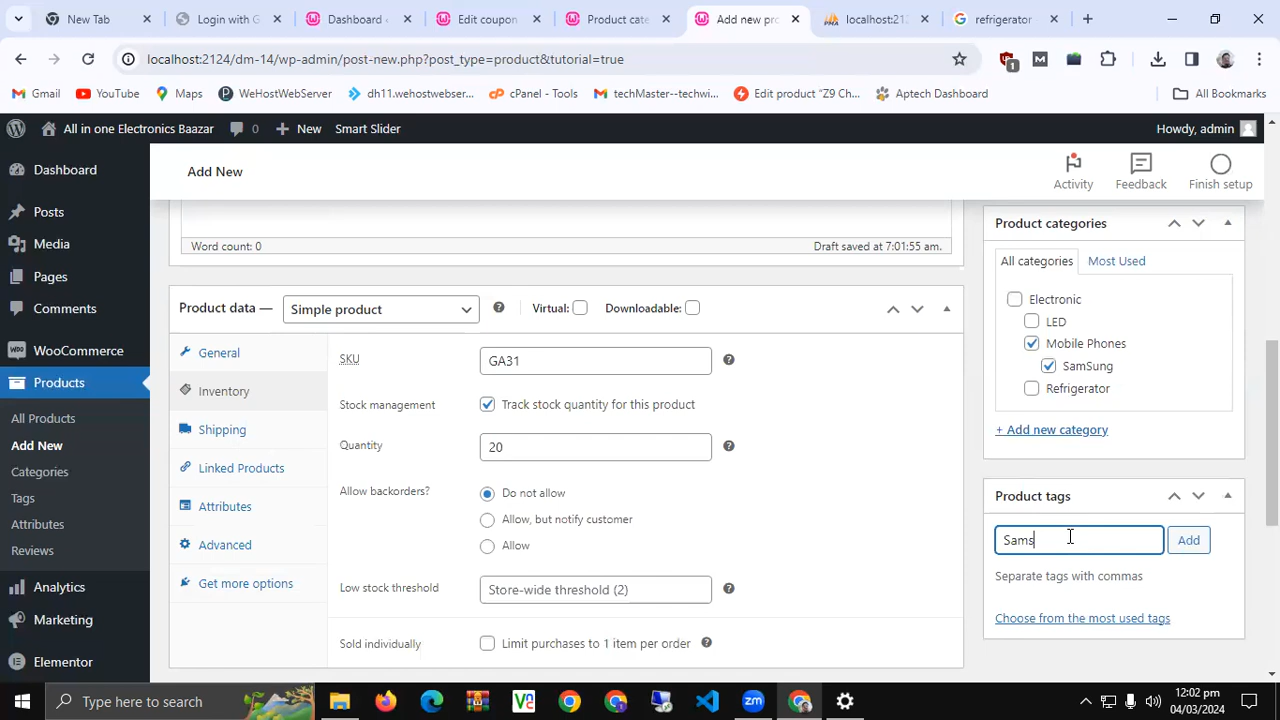 New Tab
Login with G
Dashboard
Edit coupon
Product cate
Add new pro
localhost:212
refrigerator
localhost:2124/dm-14/wp-admin/post-new.php?post_type=product&tutorial=true
1
Gmail
YouTube
Maps
WeHostWebServer
dh11.wehostwebser...
cPanel - Tools
techMaster--techwi...
Edit product "Z9 Ch...
Aptech Dashboard
All Bookmarks
All in one Electronics Baazar
0
New
Smart Slider
Howdy, admin
Dashboard
Posts
Media
Pages
Comments
WooCommerce
Products
All Products
Add New
Categories
Tags
Attributes
Reviews
Analytics
Marketing
Elementor
Add New
Activity
Feedback
Finish setup
Word count: 0
Draft saved at 7:01:55 am.
Product data —
Simple product
Virtual:
Downloadable:
General
Inventory
Shipping
Linked Products
Attributes
Advanced
Get more options
SKU
GA31
Stock management
Track stock quantity for this product
Quantity
20
Allow backorders?
Do not allow
Allow, but notify customer
Allow
Low stock threshold
Store-wide threshold (2)
Sold individually
Limit purchases to 1 item per order
Product categories
All categories
Most Used
Electronic
LED
Mobile Phones
SamSung
Refrigerator
+ Add new category
Product tags
Sams
Add
Separate tags with commas
Choose from the most used tags
Type here to search
zm
12:02 pm
04/03/2024